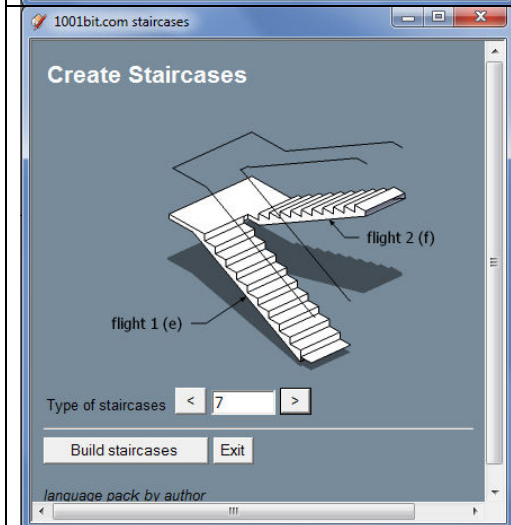 1001bit.com staircases
Create Staircases
flight 2 (f)
flight 1 (e)
Type of staircases < 7 >
Build staircases Exit
language pack by author